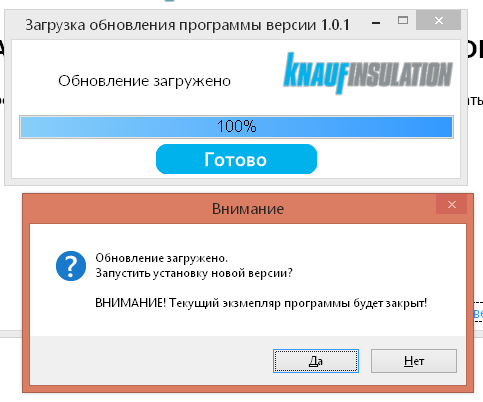 Загрузка обновления программы версии 1.0.1
Обновление загружено
KNAUFINSULATION
100%
Готово
Внимание
Обновление загружено.
Запустить установку новой версии?
ВНИМАНИЕ! Текущий экзмепляр программы будет закрыт!
Да
Нет